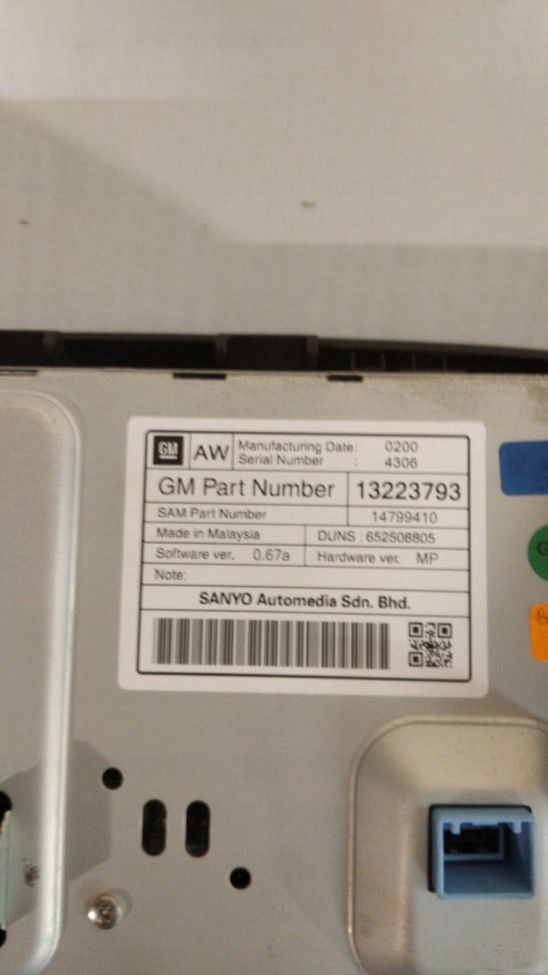 GM AW Manufacturing Date: 0200
Serial Number : 4306
GM Part Number 13223793
SAM Part Number 14799410
Made in Malaysia DUNS : 652508805
Software ver. 0.67a Hardware ver. MP
Note:
SANYO Automedia Sdn. Bhd.
G